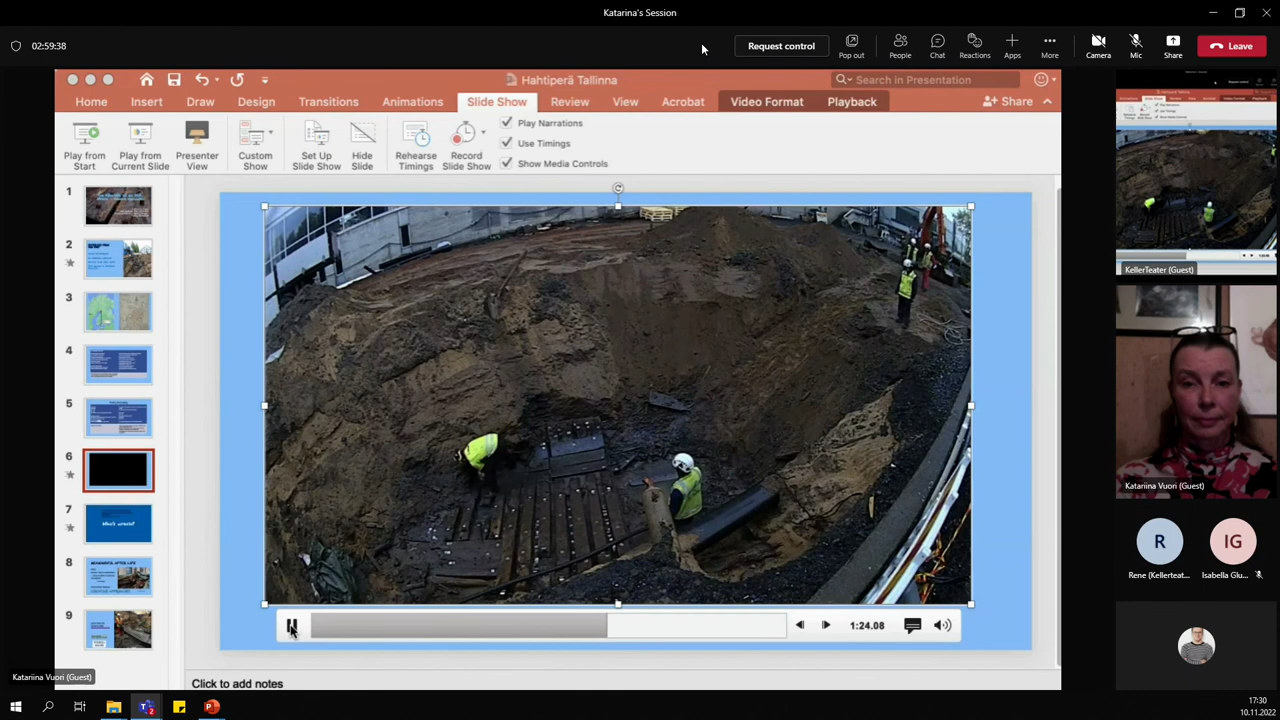 Katarina's Session
02:59:38
Request control
Pop out
People
Chat
Reactions
Apps
More
Camera
Mic
Share
Leave
Hahtiperä Tallinna
Search in Presentation
Home
Insert
Draw
Design
Transitions
Animations
Slide Show
Review
View
Acrobat
Video Format
Playback
Share
Play from Start
Play from Current Slide
Presenter View
Custom Show
Set Up Slide Show
Hide Slide
Rehearse Timings
Record Slide Show
Play Narrations
Use Timings
Show Media Controls
1
2
3
4
5
6
7
8
9
1:24.08
Click to add notes
Katariina Vuori (Guest)
KellerTeater (Guest)
Katariina Vuori (Guest)
R
Rene (Kellerteat...
IG
Isabella Giu...
17:30
10.11.2022